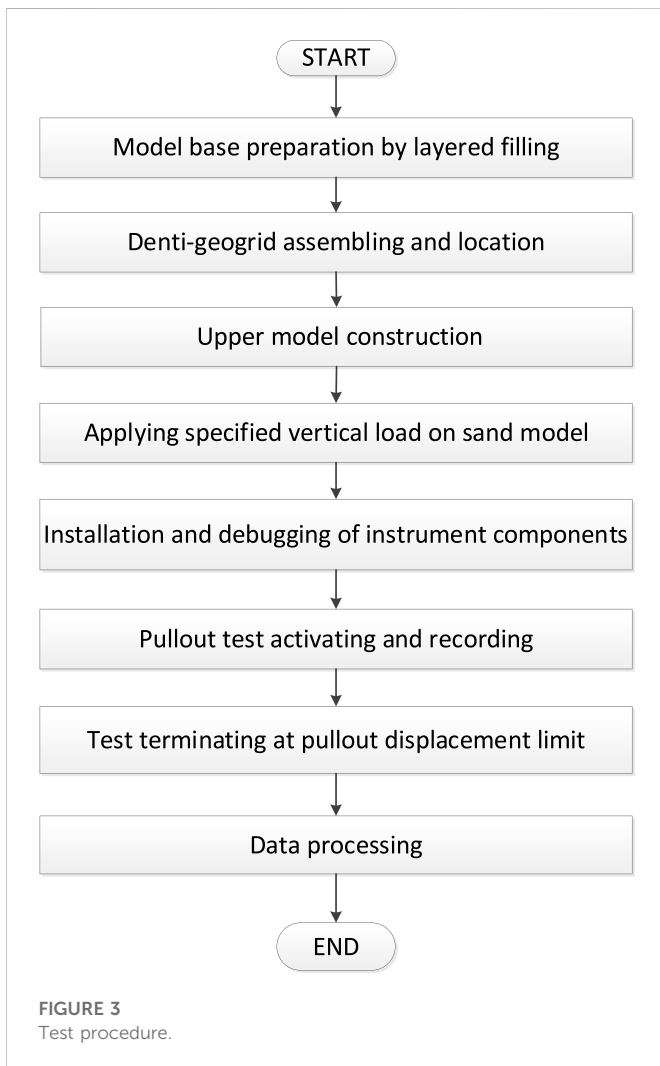 START
Model base preparation by layered filling
Denti-geogrid assembling and location
Upper model construction
Applying specified vertical load on sand model
Installation and debugging of instrument components
Pullout test activating and recording
Test terminating at pullout displacement limit
Data processing
END
FIGURE 3
Test procedure.